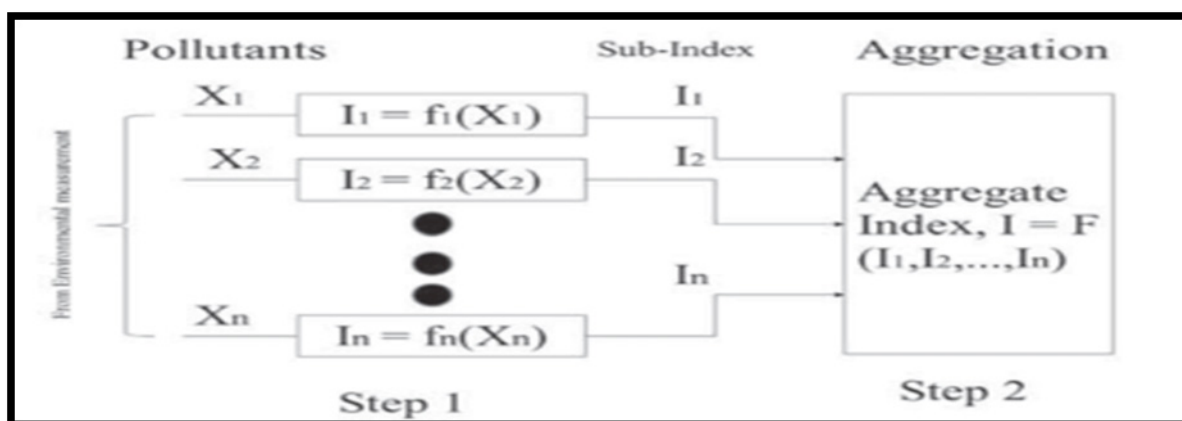 Pollutants
Sub-Index
Aggregation
From Environmental measurement
X1
I1 = f1(X1)
I1
X2
I2 = f2(X2)
I2
Xn
In = fn(Xn)
In
Aggregate
Index, I = F
(I1,I2,...,In)
Step 1
Step 2